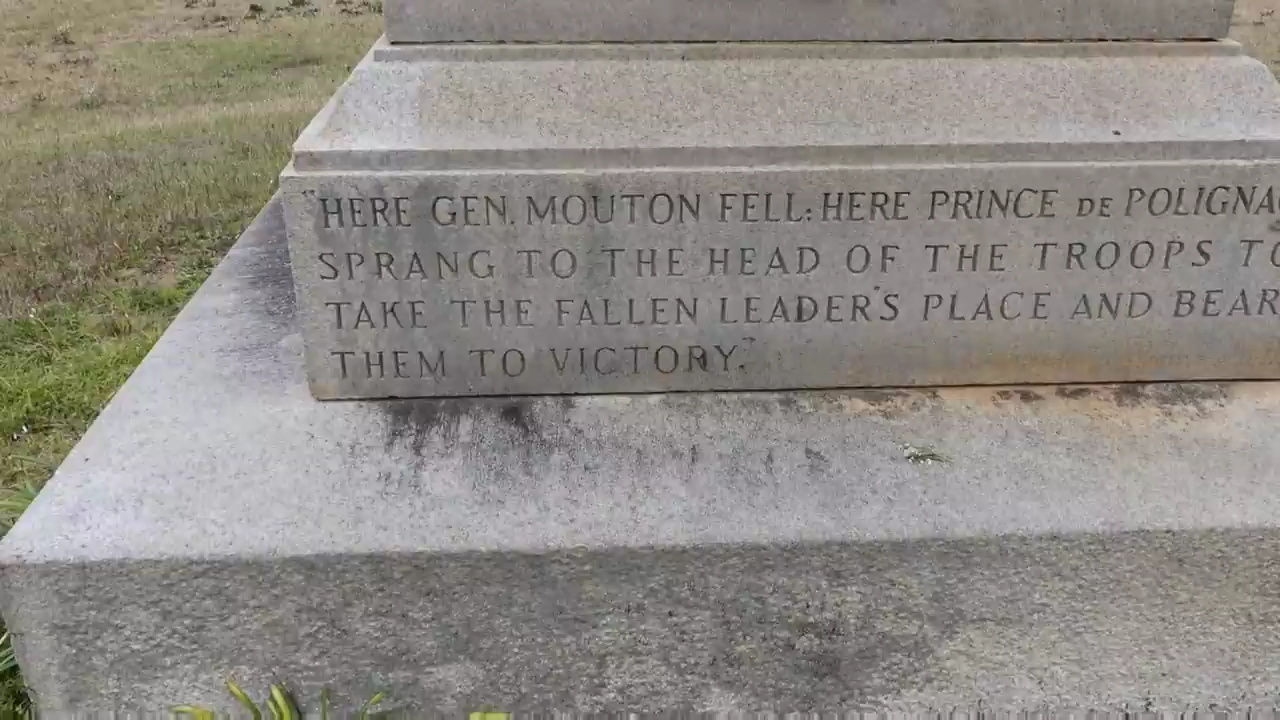 "HERE GEN. MOUTON FELL: HERE PRINCE DE POLIGNA
SPRANG TO THE HEAD OF THE TROOPS TO
TAKE THE FALLEN LEADER'S PLACE AND BEAR
THEM TO VICTORY."